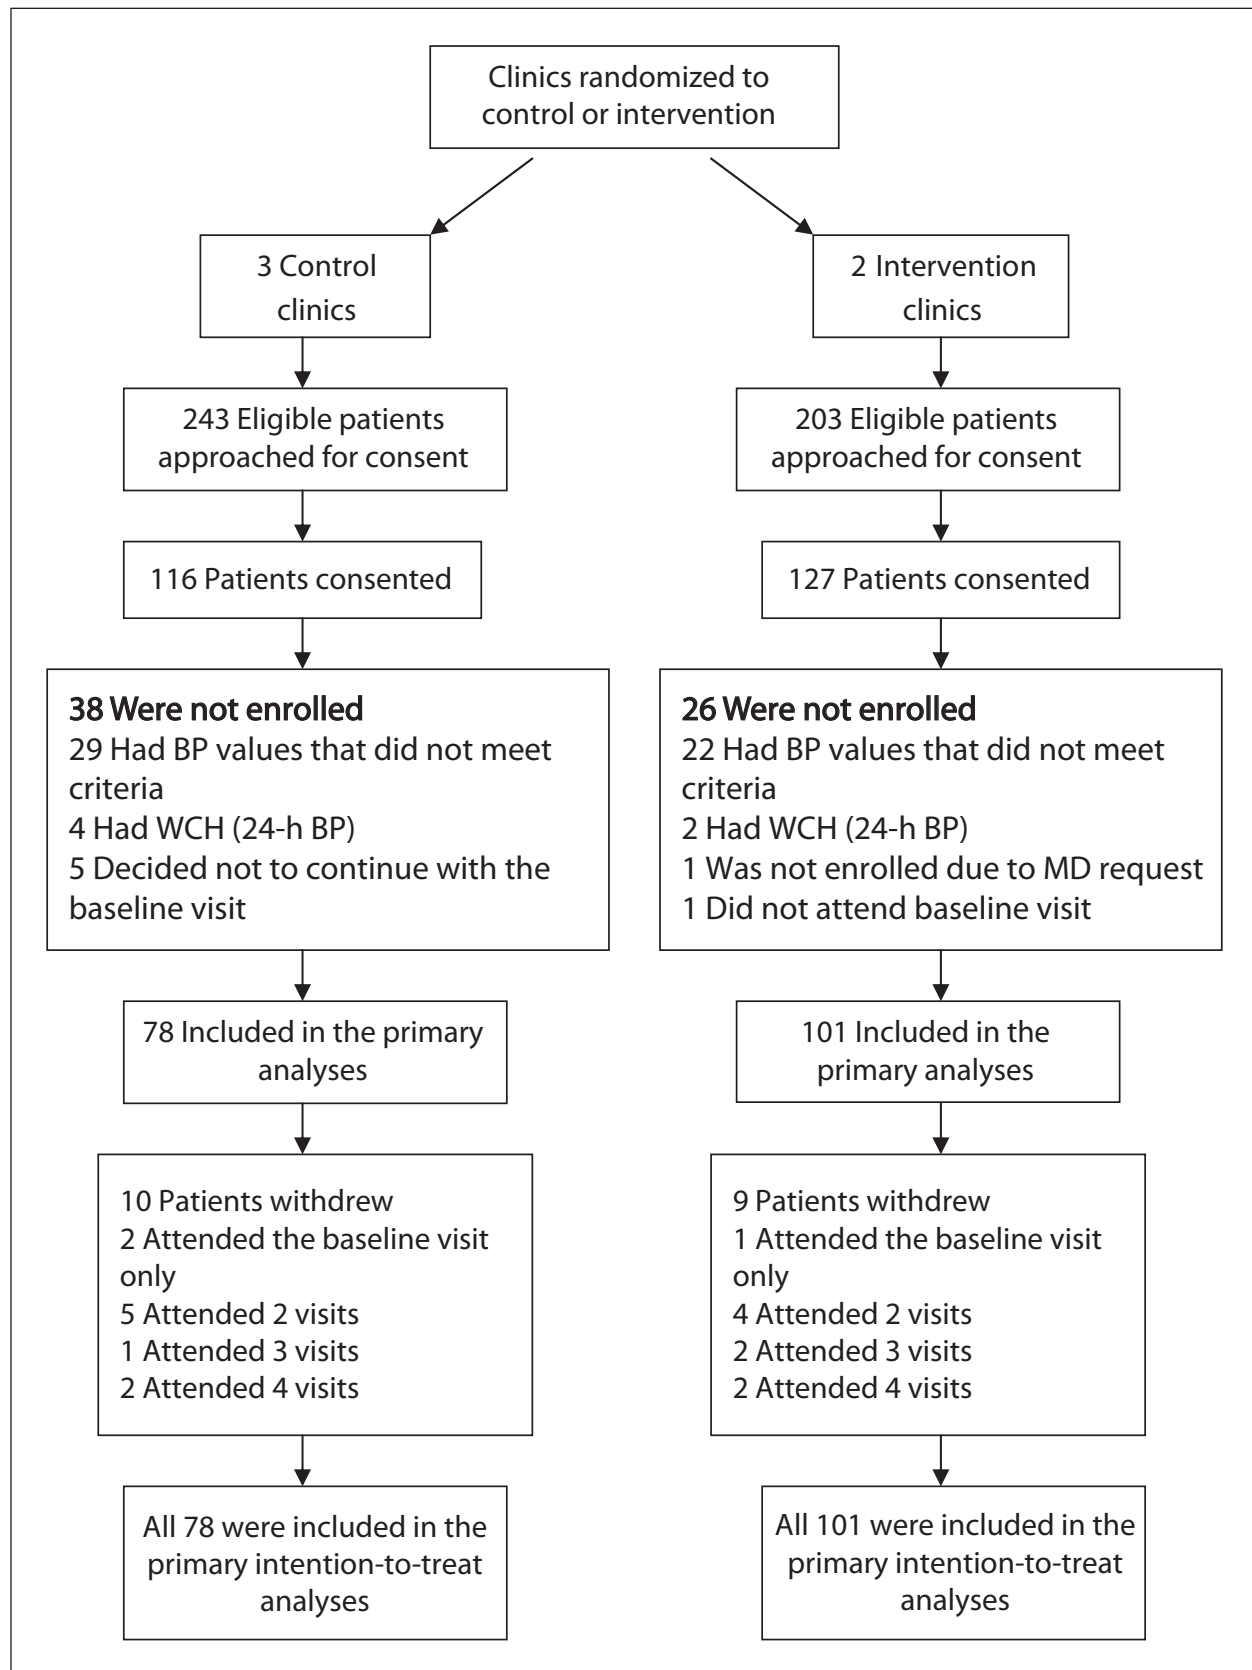 Clinics randomized to
control or intervention
3 Control
clinics
2 Intervention
clinics
243 Eligible patients
approached for consent
203 Eligible patients
approached for consent
116 Patients consented
127 Patients consented
38 Were not enrolled
29 Had BP values that did not meet
criteria
4 Had WCH (24-h BP)
5 Decided not to continue with the
baseline visit
26 Were not enrolled
22 Had BP values that did not meet
criteria
2 Had WCH (24-h BP)
1 Was not enrolled due to MD request
1 Did not attend baseline visit
78 Included in the primary
analyses
101 Included in the
primary analyses
10 Patients withdrew
2 Attended the baseline visit
only
5 Attended 2 visits
1 Attended 3 visits
2 Attended 4 visits
9 Patients withdrew
1 Attended the baseline visit
only
4 Attended 2 visits
2 Attended 3 visits
2 Attended 4 visits
All 78 were included in the
primary intention-to-treat
analyses
All 101 were included in the
primary intention-to-treat
analyses